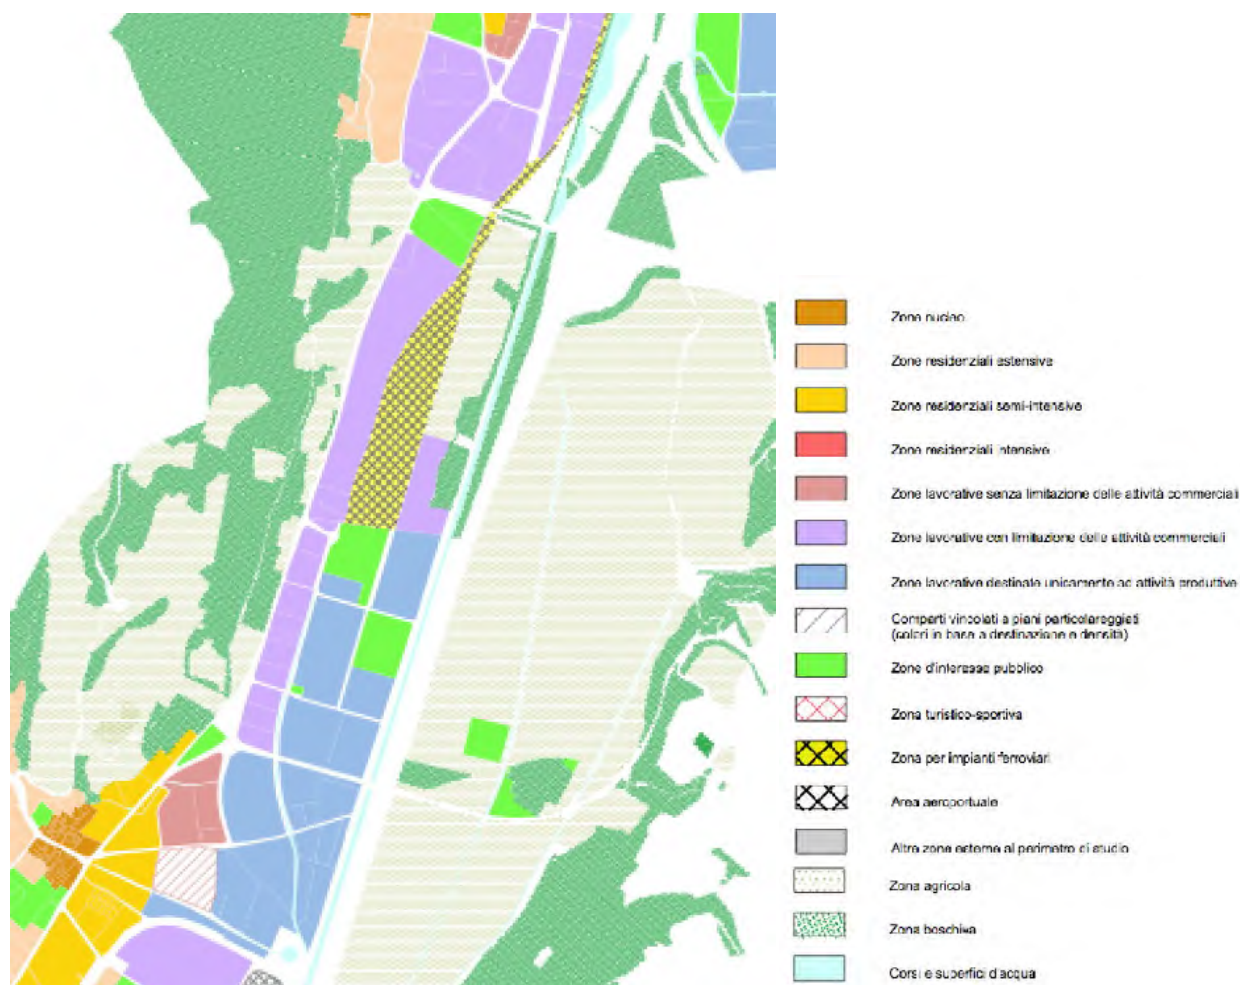 Zona nucleo
Zone residenziali estensive
Zone residenziali semi-intensive
Zone residenziali intensive
Zone lavorative senza limitazione delle attività commerciali
Zone lavorative con limitazione delle attività commerciali
Zone lavorative destinate unicamente ad attività produttive
Comparti vincolati a piani particolareggiati
(colori in base a destinazione e densità)
Zone d'interesse pubblico
Zona turistico-sportiva
Zona per impianti ferroviari
Area aeroportuale
Altre zone esterne al perimetro di studio
Zona agricola
Zona boschiva
Corsi e superfici d'acqua